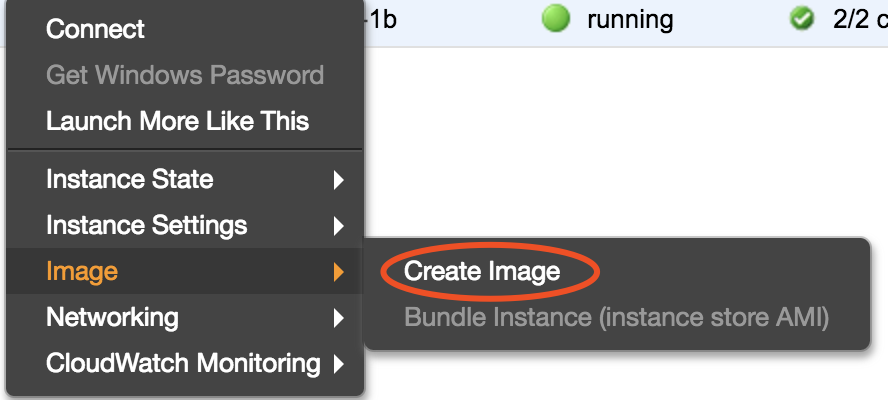 Connect
-1b running 2/2 c
Get Windows Password
Launch More Like This
Instance State
Instance Settings
Image
Create Image
Networking
Bundle Instance (instance store AMI)
CloudWatch Monitoring